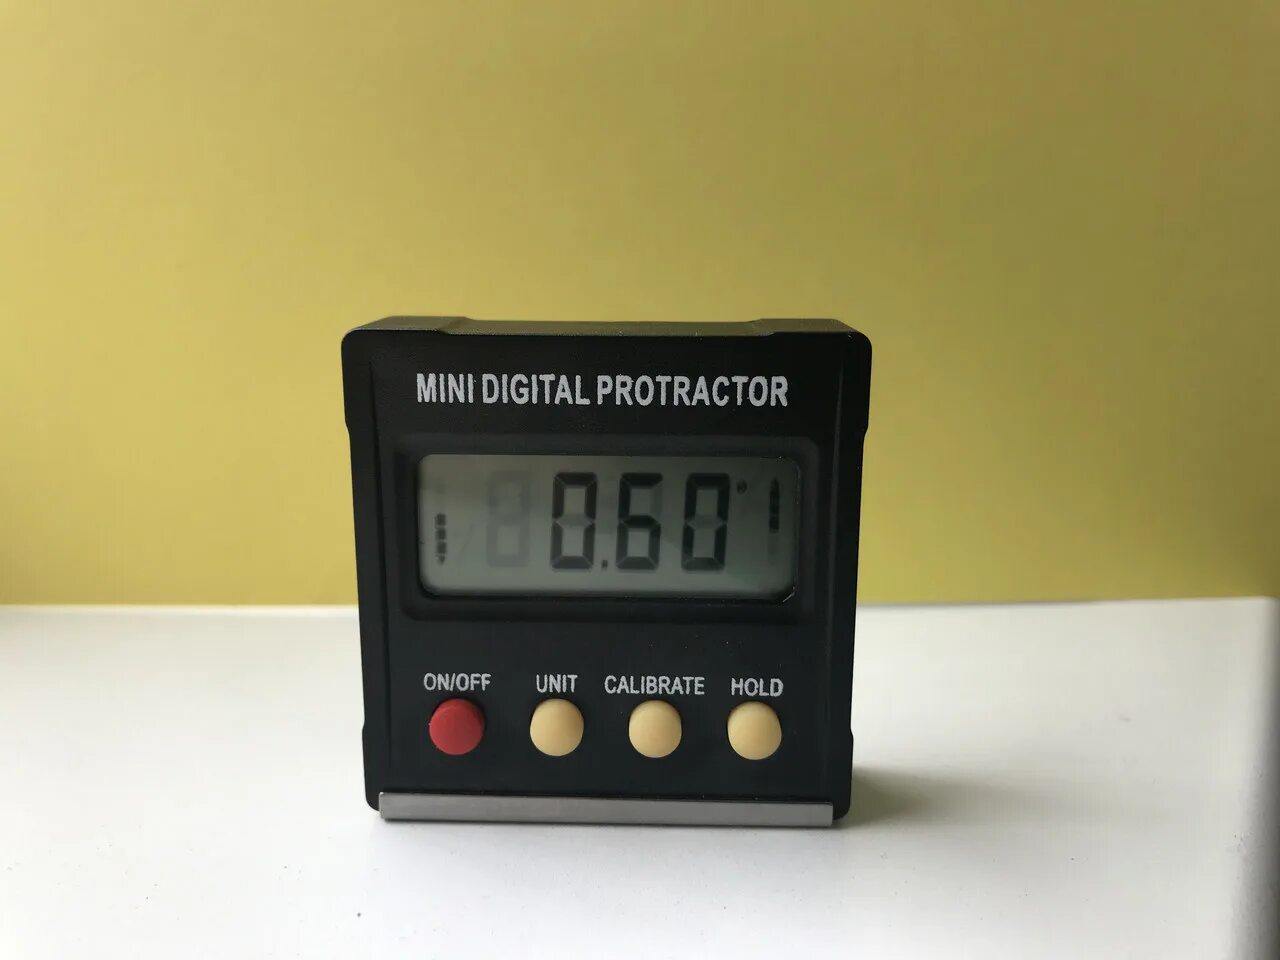 MINI DIGITAL PROTRACTOR
0.60°
ON/OFF UNIT CALIBRATE HOLD